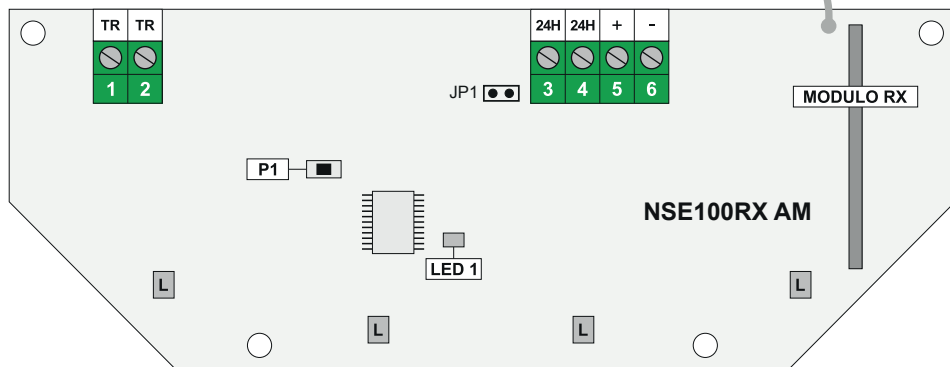 TR TR
24H 24H + -
1 2
JP1
3 4 5 6
MODULO RX
P1
NSE100RX AM
LED 1
L
L
L
L